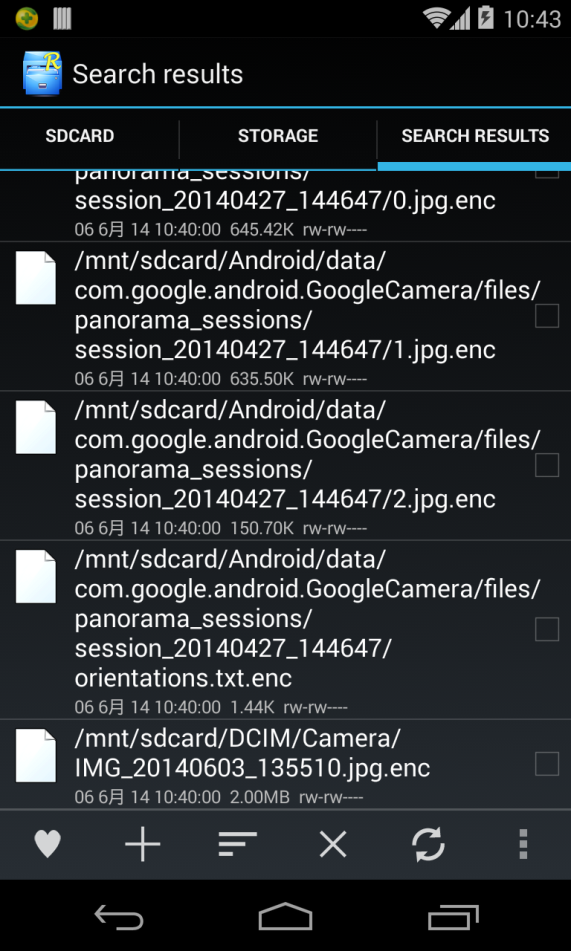 10:43
Search results
SDCARD
STORAGE
SEARCH RESULTS
panorama_sessions/
session_20140427_144647/0.jpg.enc
06 6月 14 10:40:00 645.42K rw-rw----
/mnt/sdcard/Android/data/
com.google.android.GoogleCamera/files/
panorama_sessions/
session_20140427_144647/1.jpg.enc
06 6月 14 10:40:00 635.50K rw-rw----
/mnt/sdcard/Android/data/
com.google.android.GoogleCamera/files/
panorama_sessions/
session_20140427_144647/2.jpg.enc
06 6月 14 10:40:00 150.70K rw-rw----
/mnt/sdcard/Android/data/
com.google.android.GoogleCamera/files/
panorama_sessions/
session_20140427_144647/
orientations.txt.enc
06 6月 14 10:40:00 1.44K rw-rw----
/mnt/sdcard/DCIM/Camera/
IMG_20140603_135510.jpg.enc
06 6月 14 10:40:00 2.00MB rw-rw----